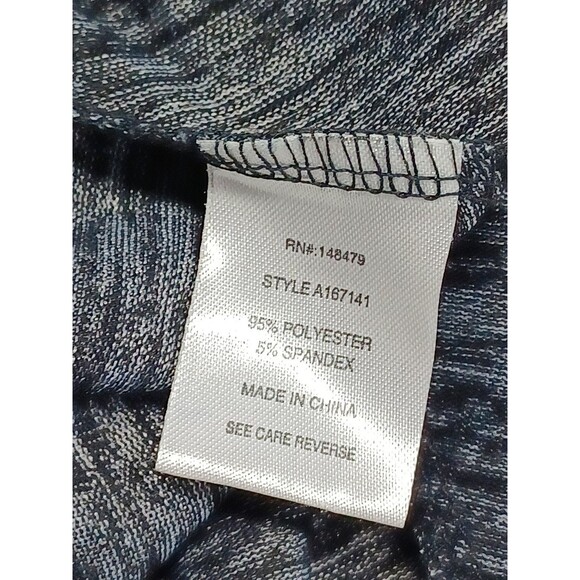 RN#:148479
STYLE A167141
95% POLYESTER
5% SPANDEX
MADE IN CHINA
SEE CARE REVERSE